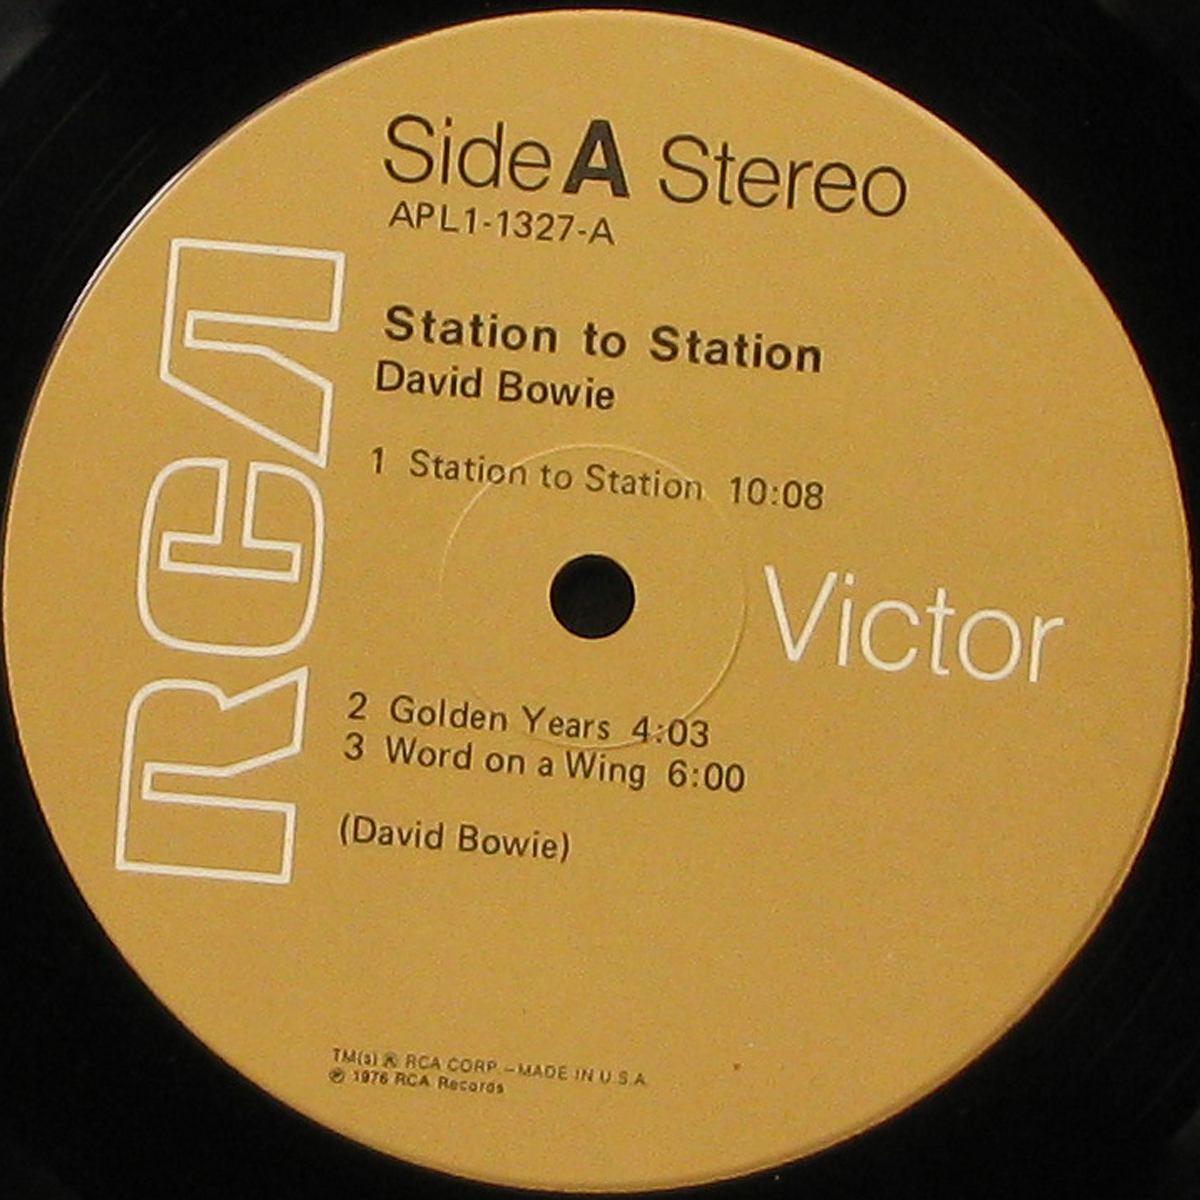 Side A Stereo
APL1-1327-A
Station to Station
David Bowie
1 Station to Station 10:08
RCA
Victor
2 Golden Years 4:03
3 Word on a Wing 6:00
(David Bowie)
TM(s) ® RCA CORP. – MADE IN U.S.A.
℗ 1976 RCA Records